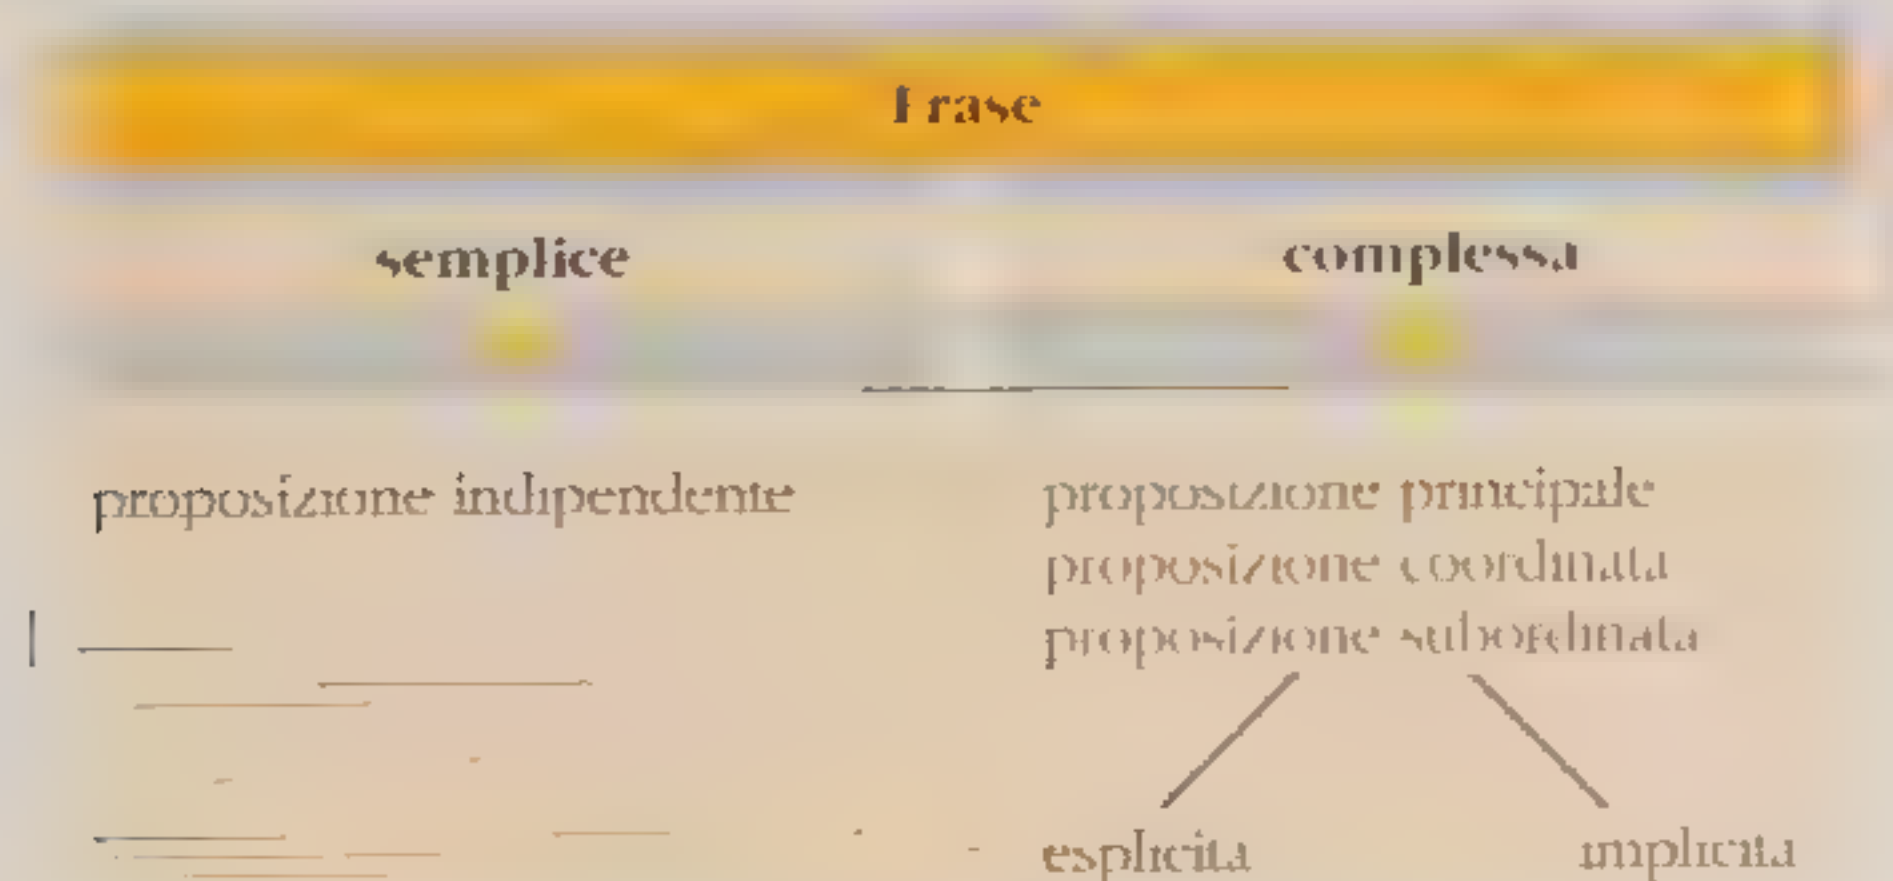 Frase
semplice
complessa
proposizione indipendente
proposizione principale
proposizione coordinata
proposizione subordinata
esplicita
implicita